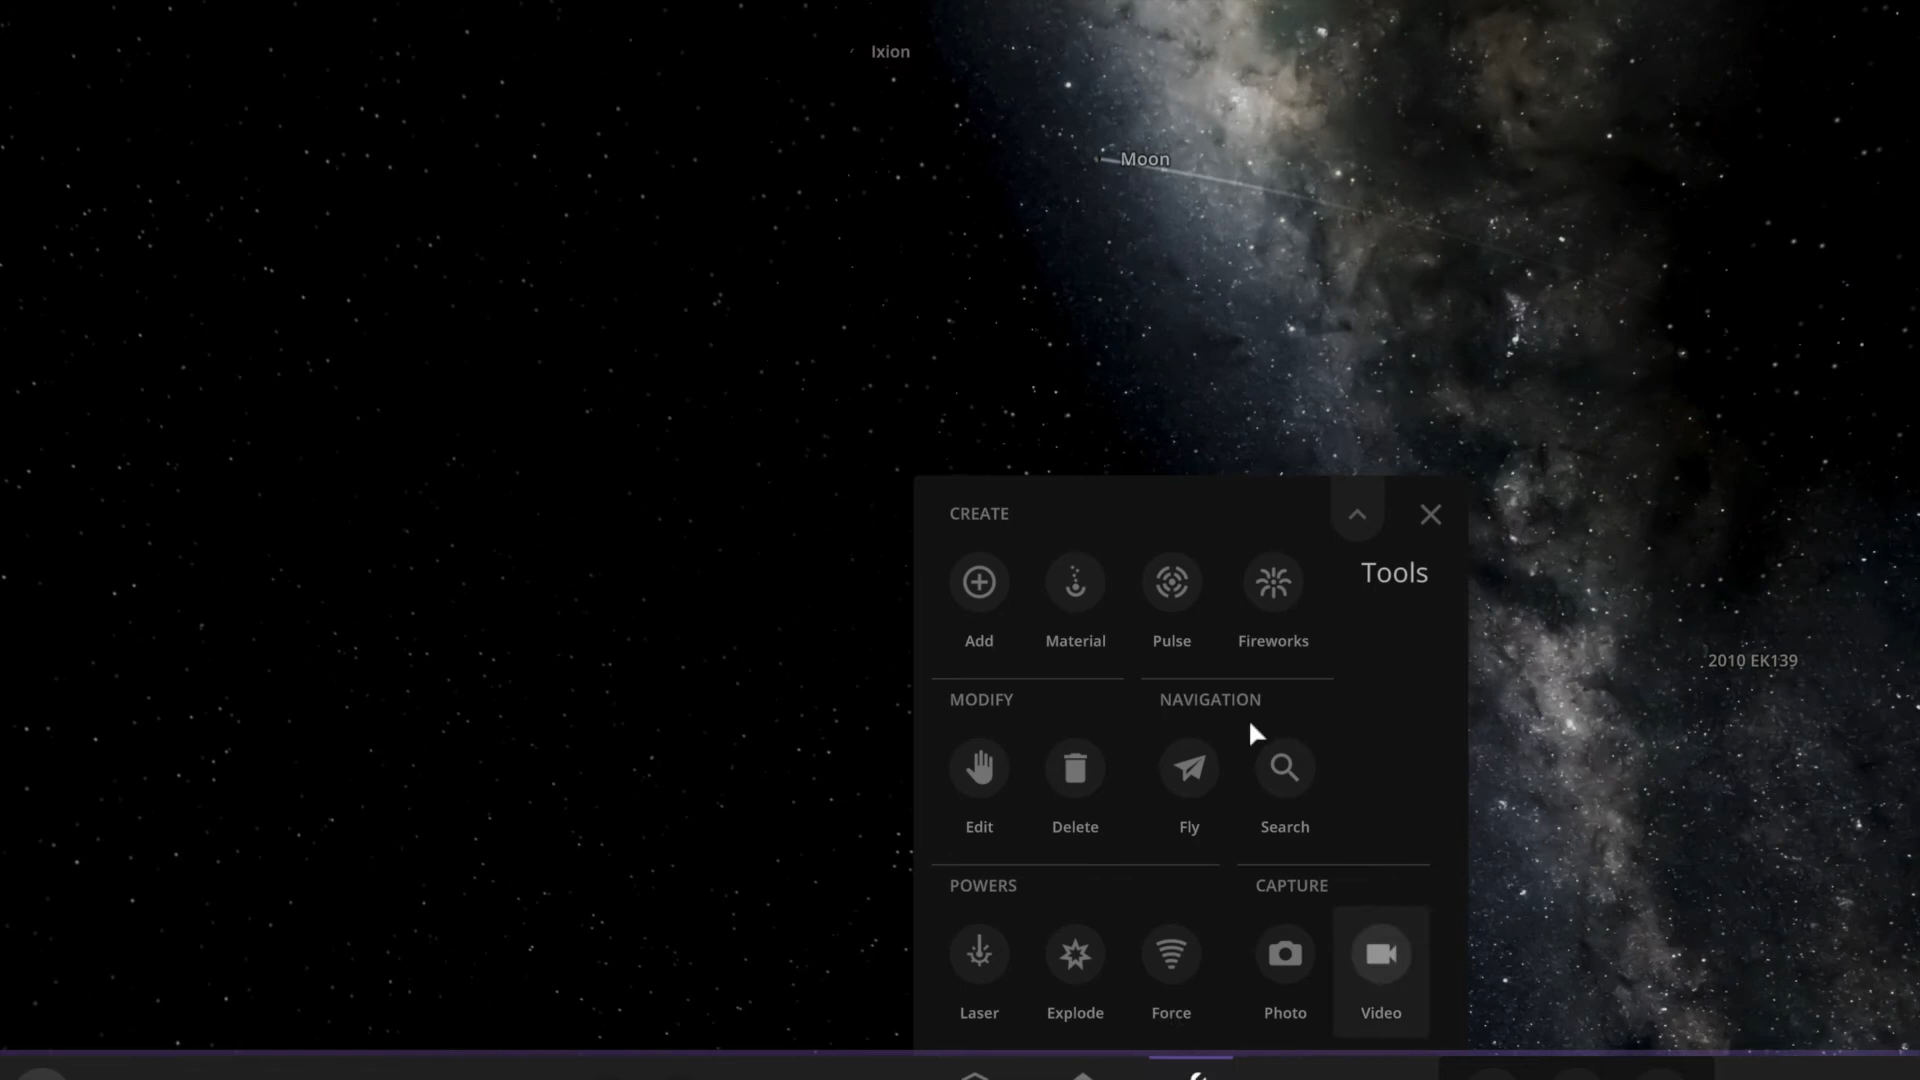 Ixion
Moon
CREATE
Tools
Add Material Pulse Fireworks
2010 EK139
MODIFY NAVIGATION
Edit Delete Fly Search
POWERS CAPTURE
Laser Explode Force Photo Video